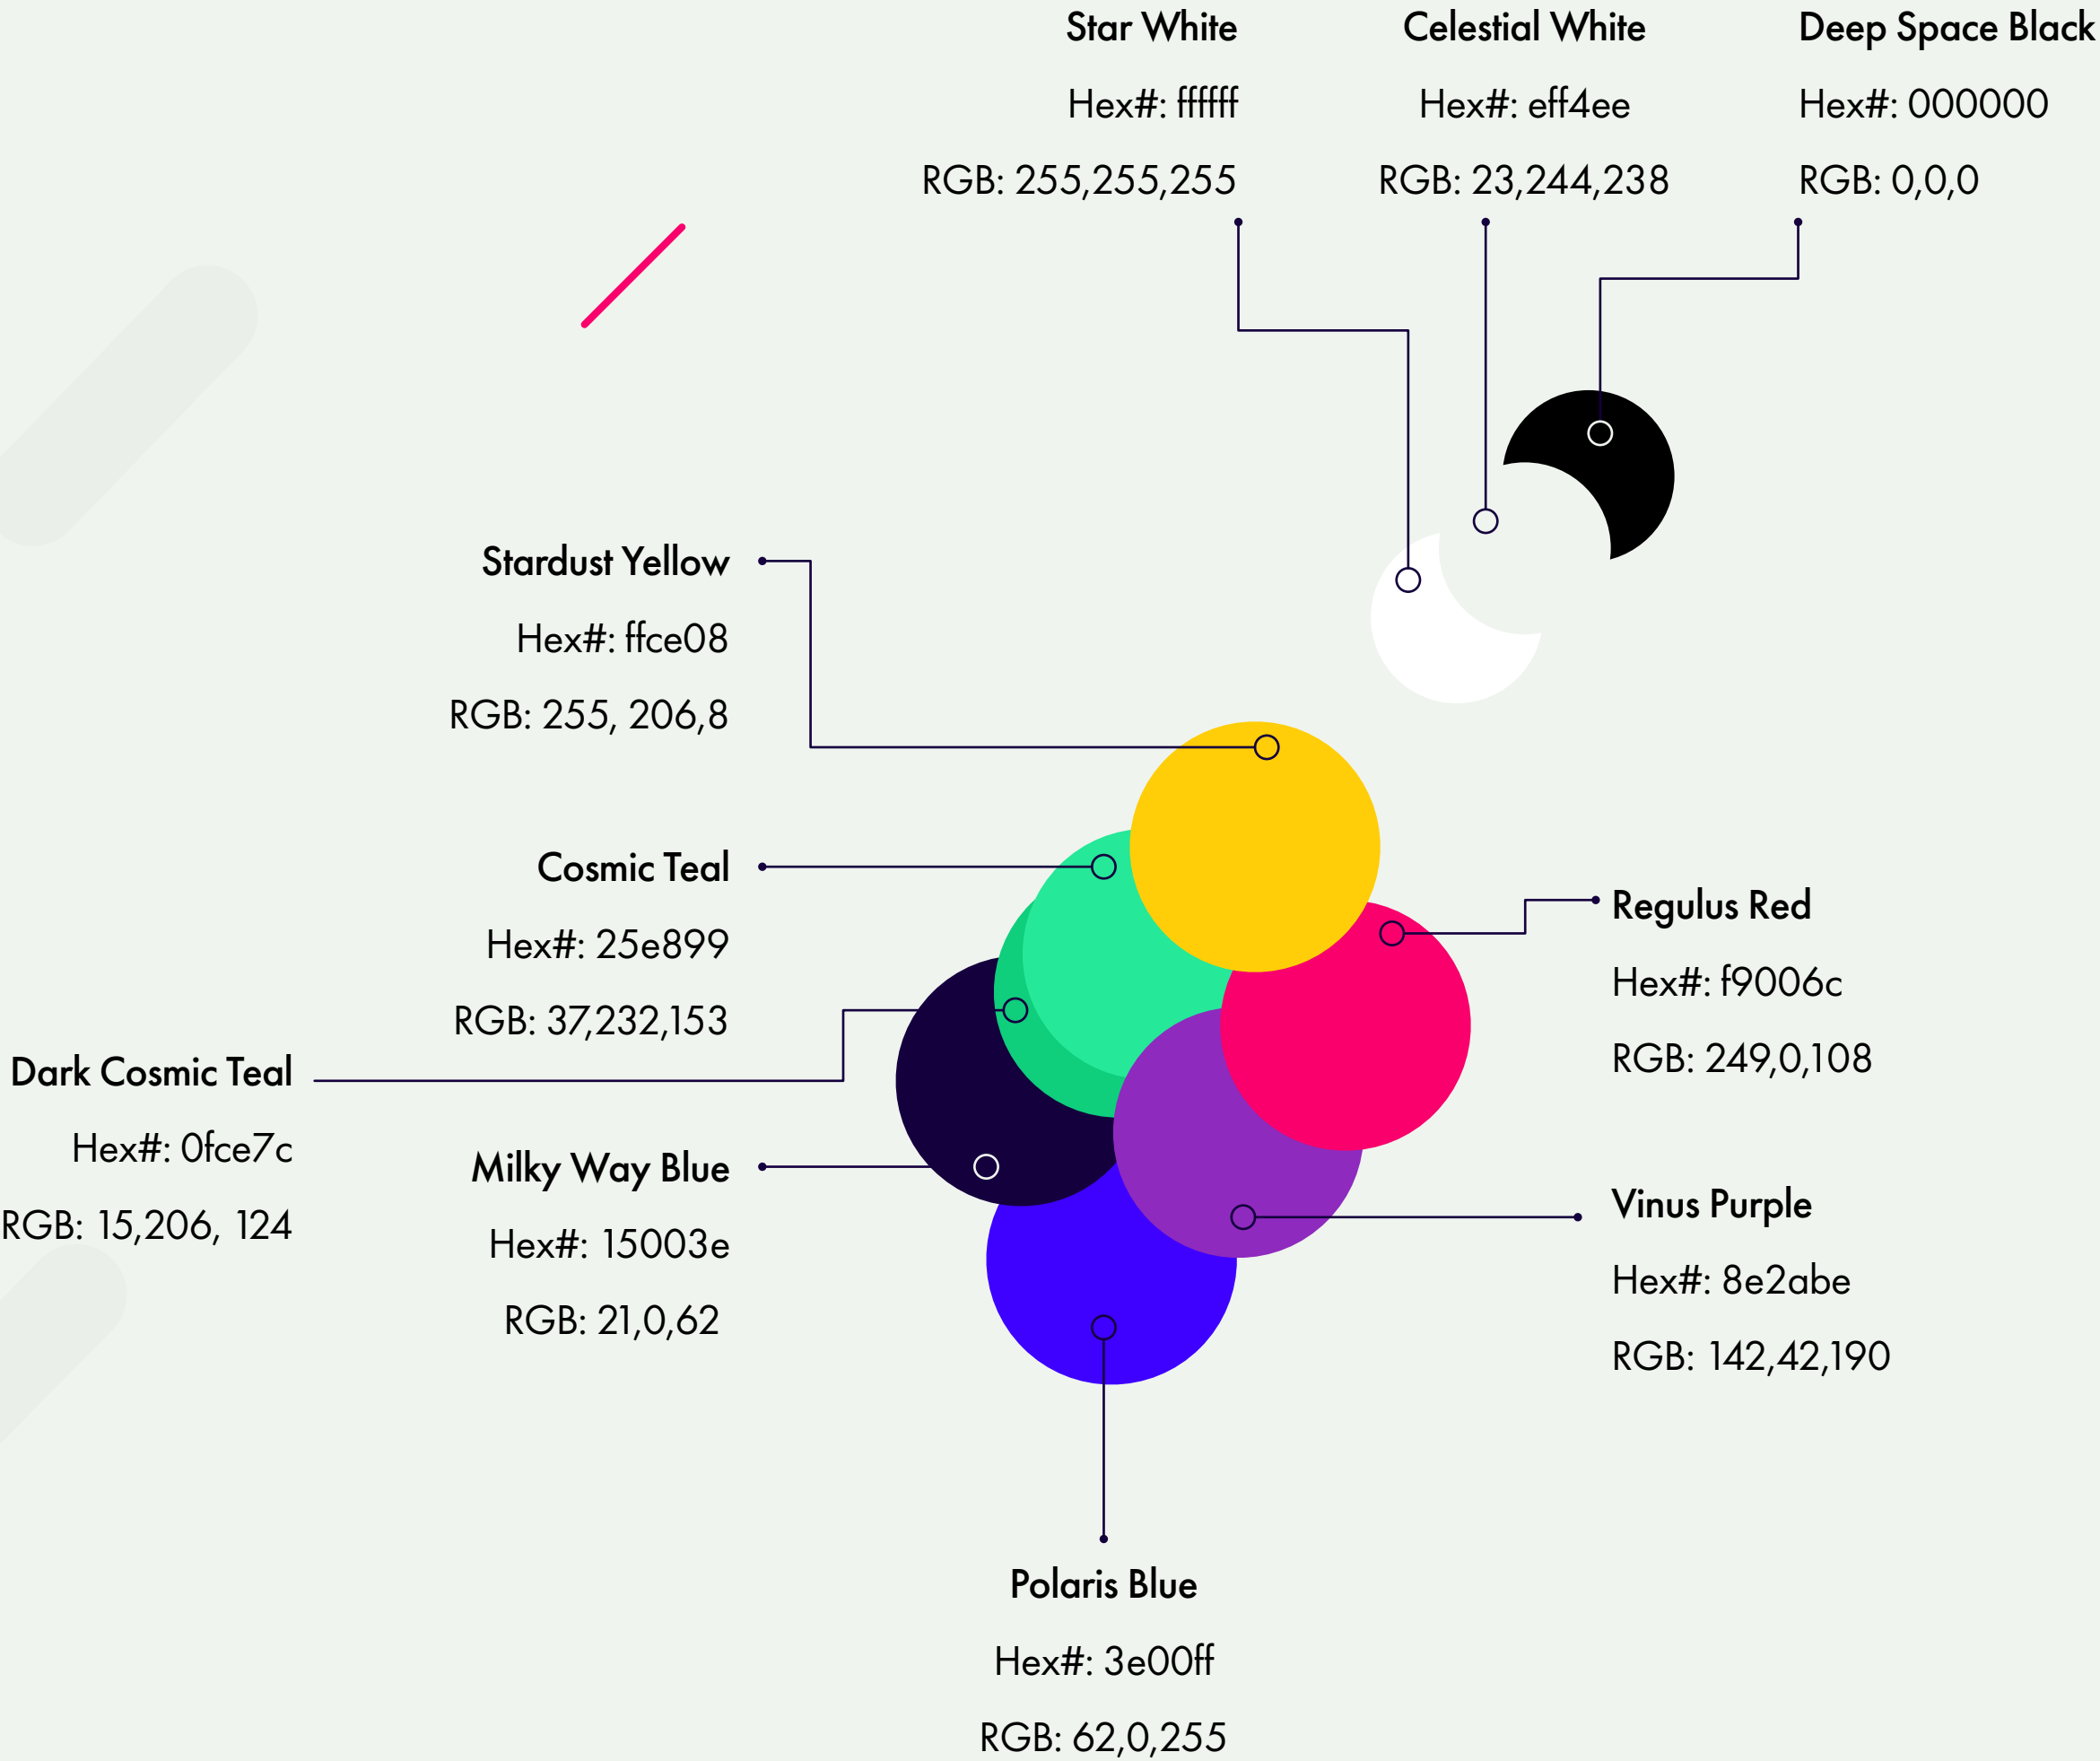 Star White
Hex#: ffffff
RGB: 255,255,255
Celestial White
Hex#: eff4ee
RGB: 23,244,238
Deep Space Black
Hex#: 000000
RGB: 0,0,0
Stardust Yellow
Hex#: ffce08
RGB: 255, 206,8
Cosmic Teal
Hex#: 25e899
RGB: 37,232,153
Regulus Red
Hex#: f9006c
RGB: 249,0,108
Dark Cosmic Teal
Hex#: 0fce7c
RGB: 15,206, 124
Milky Way Blue
Hex#: 15003e
RGB: 21,0,62
Vinus Purple
Hex#: 8e2abe
RGB: 142,42,190
Polaris Blue
Hex#: 3e00ff
RGB: 62,0,255